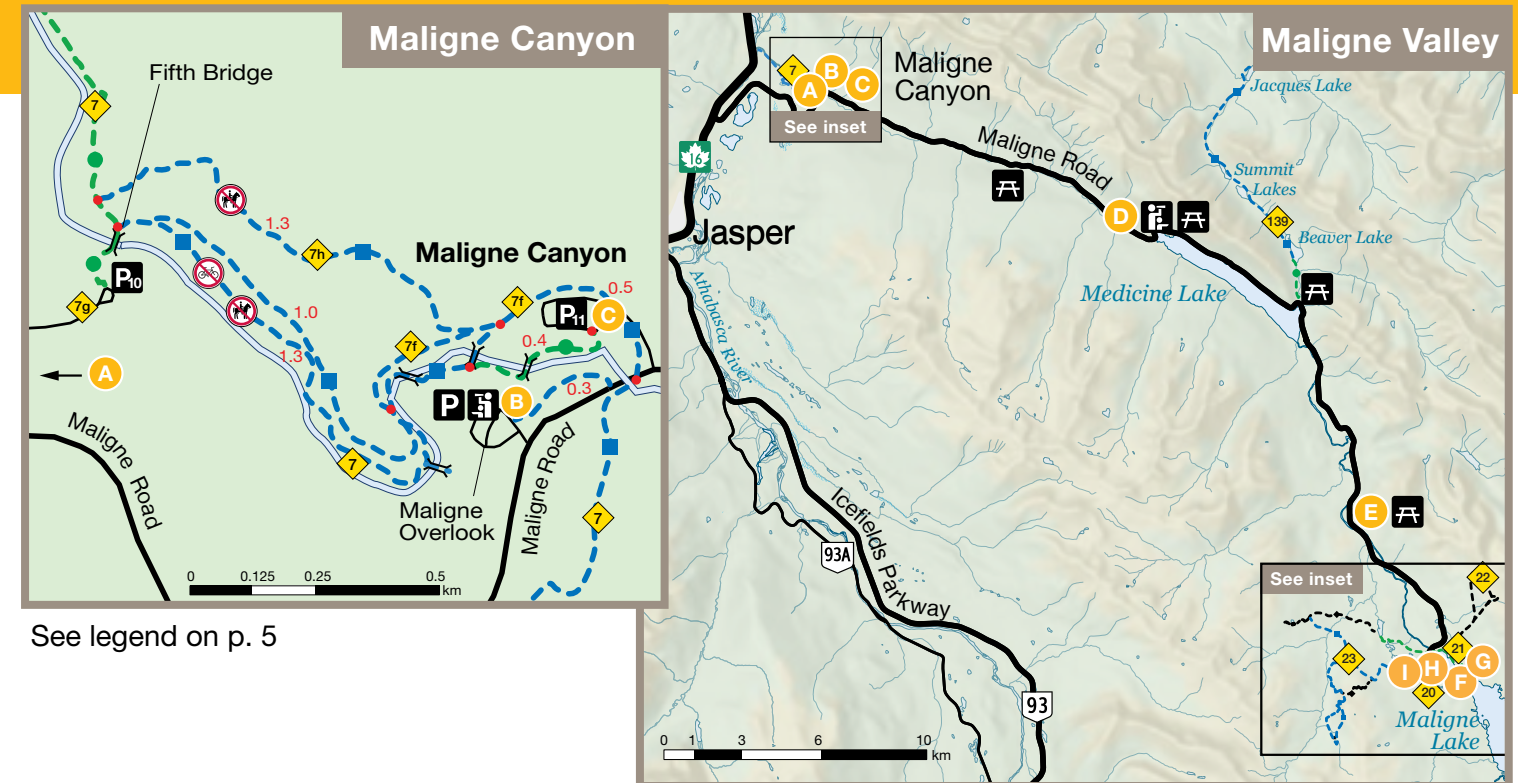 Maligne Canyon
Fifth Bridge
7
1.3
7h
Maligne Canyon
P10
7g
1.0
1.3
7f
7f
0.5
P11
C
0.4
0.3
A
P
B
7
Maligne
Overlook
Maligne Road
Maligne Road
7
0
0.125
0.25
0.5
km
See legend on p. 5
Maligne Valley
7
A
B
C
Maligne
Canyon
See inset
16
Jasper
Maligne Road
D
Jacques Lake
Summit
Lakes
139
Beaver Lake
Medicine Lake
Athabasca River
E
Icefields Parkway
93A
93
0
1
3
6
10
km
See inset
22
23
21
I
H
F
G
20
Maligne
Lake